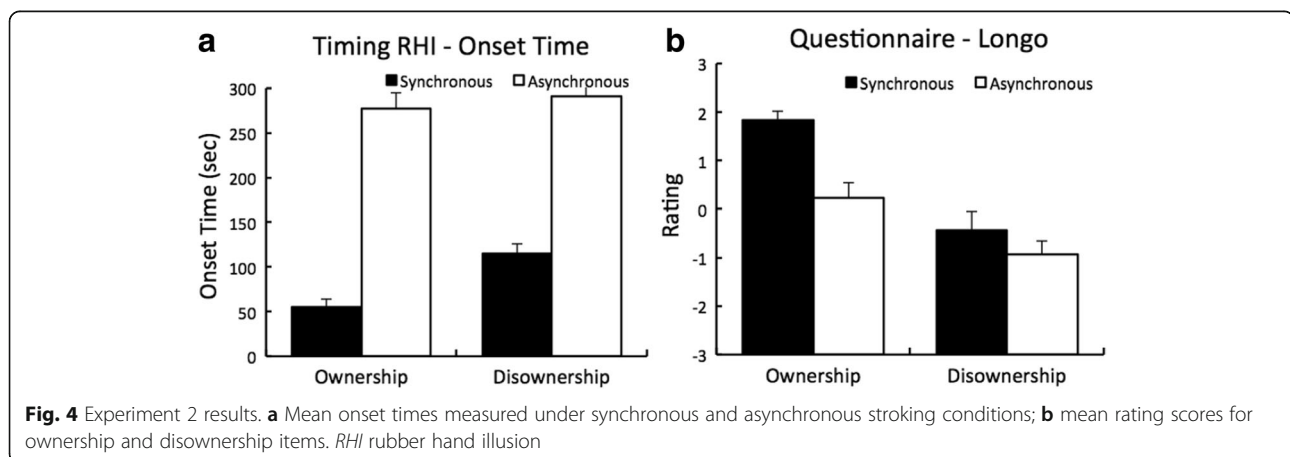 a
Timing RHI - Onset Time
Synchronous Asynchronous
Onset Time (sec)
300
250
200
150
100
50
0
Ownership Disownership
b
Questionnaire - Longo
Synchronous Asynchronous
Rating
3
2
1
0
-1
-2
-3
Ownership Disownership
Fig. 4 Experiment 2 results. a Mean onset times measured under synchronous and asynchronous stroking conditions; b mean rating scores for
ownership and disownership items. RHI rubber hand illusion